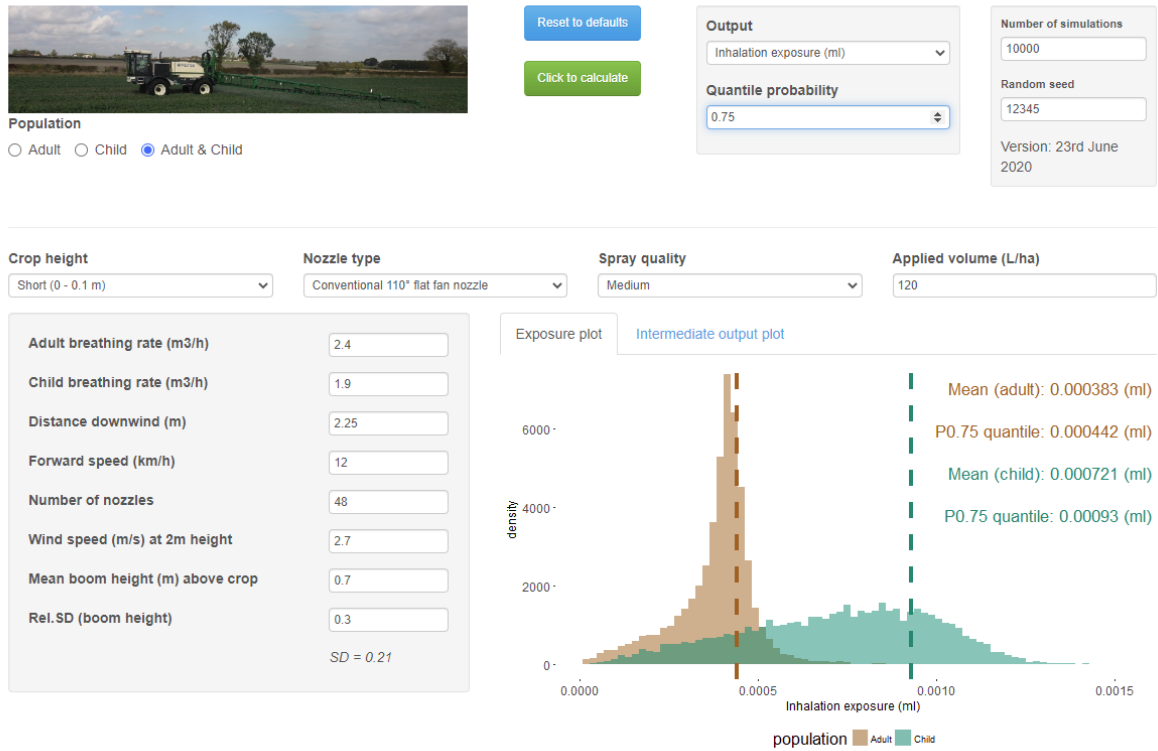 Reset to defaults
Click to calculate
Output
Inhalation exposure (ml)
Quantile probability
0.75
Number of simulations
10000
Random seed
12345
Version: 23rd June
2020
Population
Adult Child Adult & Child
Crop height Nozzle type Spray quality Applied volume (L/ha)
Short (0 - 0.1 m) Conventional 110° flat fan nozzle Medium 120
Adult breathing rate (m3/h) 2.4
Child breathing rate (m3/h) 1.9
Distance downwind (m) 2.25
Forward speed (km/h) 12
Number of nozzles 48
Wind speed (m/s) at 2m height 2.7
Mean boom height (m) above crop 0.7
Rel.SD (boom height) 0.3
SD = 0.21
Exposure plot Intermediate output plot
Mean (adult): 0.000383 (ml)
P0.75 quantile: 0.000442 (ml)
Mean (child): 0.000721 (ml)
P0.75 quantile: 0.00093 (ml)
density
6000
4000
2000
0
0.0000 0.0005 0.0010 0.0015
Inhalation exposure (ml)
population Adult Child